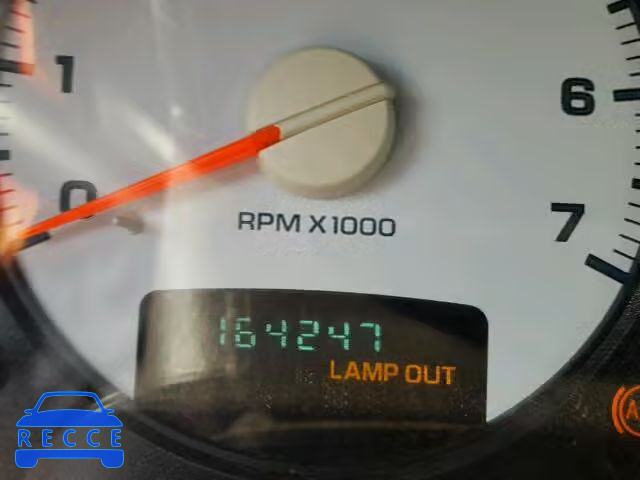 1
6
0
7
RPM X1000
164247
LAMP OUT
RECCE